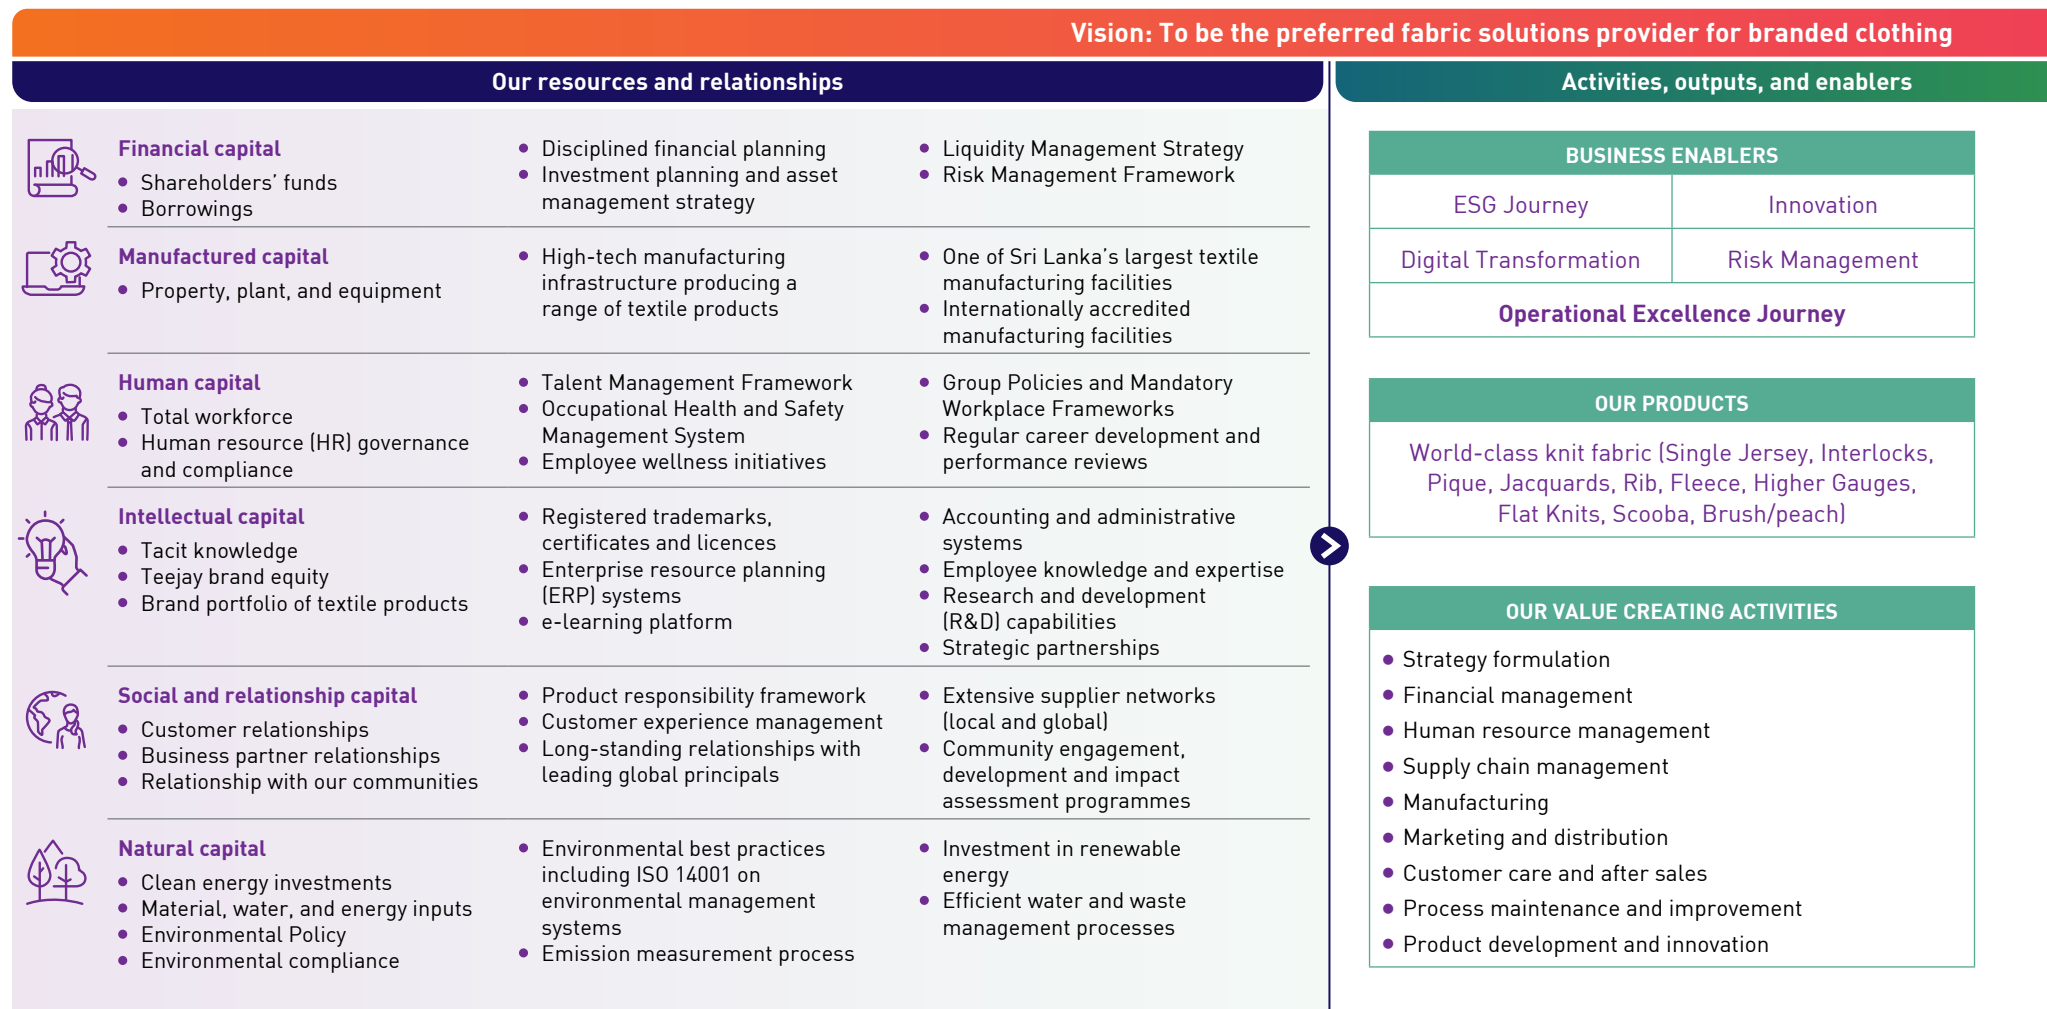 Vision: To be the preferred fabric solutions provider for branded clothing
Our resources and relationships
Financial capital
• Shareholders’ funds
• Borrowings
• Disciplined financial planning
• Investment planning and asset
management strategy
• Liquidity Management Strategy
• Risk Management Framework
Manufactured capital
• Property, plant, and equipment
• High-tech manufacturing
infrastructure producing a
range of textile products
• One of Sri Lanka’s largest textile
manufacturing facilities
• Internationally accredited
manufacturing facilities
Human capital
• Total workforce
• Human resource (HR) governance
and compliance
• Talent Management Framework
• Occupational Health and Safety
Management System
• Employee wellness initiatives
• Group Policies and Mandatory
Workplace Frameworks
• Regular career development and
performance reviews
Intellectual capital
• Tacit knowledge
• Teejay brand equity
• Brand portfolio of textile products
• Registered trademarks,
certificates and licences
• Enterprise resource planning
(ERP) systems
• e-learning platform
• Accounting and administrative
systems
• Employee knowledge and expertise
• Research and development
(R&D) capabilities
• Strategic partnerships
Social and relationship capital
• Customer relationships
• Business partner relationships
• Relationship with our communities
• Product responsibility framework
• Customer experience management
• Long-standing relationships with
leading global principals
• Extensive supplier networks
(local and global)
• Community engagement,
development and impact
assessment programmes
Natural capital
• Clean energy investments
• Material, water, and energy inputs
• Environmental Policy
• Environmental compliance
• Environmental best practices
including ISO 14001 on
environmental management
systems
• Emission measurement process
• Investment in renewable
energy
• Efficient water and waste
management processes
Activities, outputs, and enablers
BUSINESS ENABLERS
ESG Journey
Innovation
Digital Transformation
Risk Management
Operational Excellence Journey
OUR PRODUCTS
World-class knit fabric (Single Jersey, Interlocks,
Pique, Jacquards, Rib, Fleece, Higher Gauges,
Flat Knits, Scooba, Brush/peach)
OUR VALUE CREATING ACTIVITIES
• Strategy formulation
• Financial management
• Human resource management
• Supply chain management
• Manufacturing
• Marketing and distribution
• Customer care and after sales
• Process maintenance and improvement
• Product development and innovation